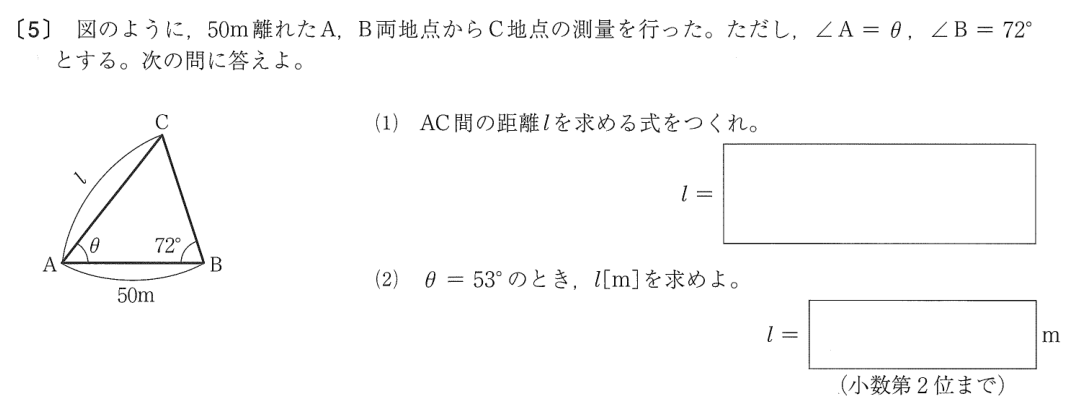 〔5〕 図のように，50m離れたA，B両地点からC地点の測量を行った。ただし，∠A = θ，∠B = 72°
とする。次の問に答えよ。
(1) AC間の距離lを求める式をつくれ。
l =
(2) θ = 53°のとき，l[m]を求めよ。
l = m
(小数第2位まで)
C
l
θ
72°
A
B
50m